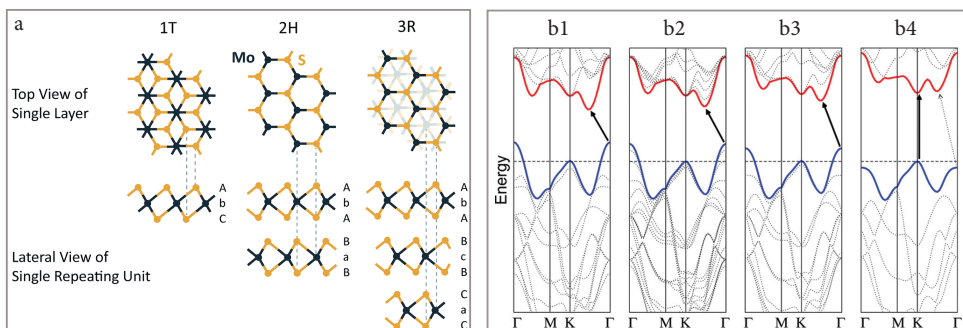 a
1T 2H 3R
Mo S
Top View of
Single Layer
A
b
C
A
b
A
A
b
A
Lateral View of
Single Repeating Unit
B
a
B
B
c
B
C
a
C
b1 b2 b3 b4
Energy
Γ M K Γ Γ M K Γ Γ M K Γ Γ M K Γ